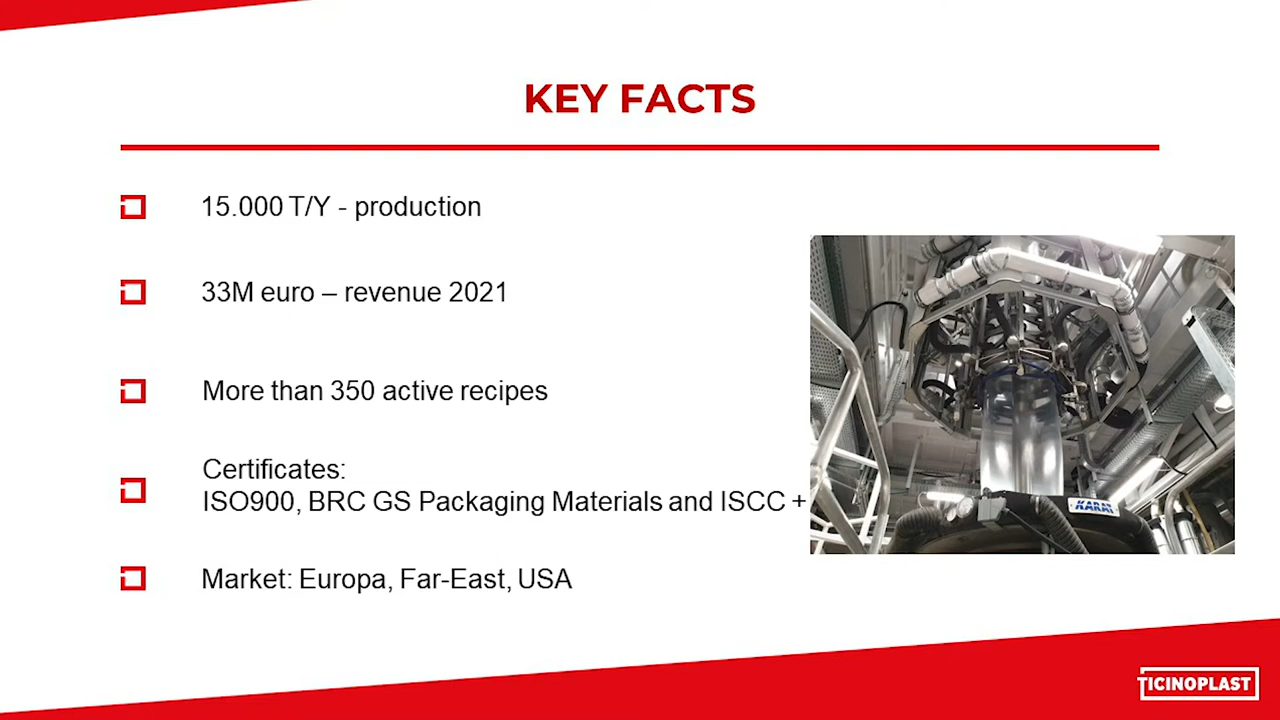 KEY FACTS
15.000 T/Y - production
33M euro – revenue 2021
More than 350 active recipes
Certificates:
ISO900, BRC GS Packaging Materials and ISCC +
KARAT
Market: Europa, Far-East, USA
TICINOPLAST